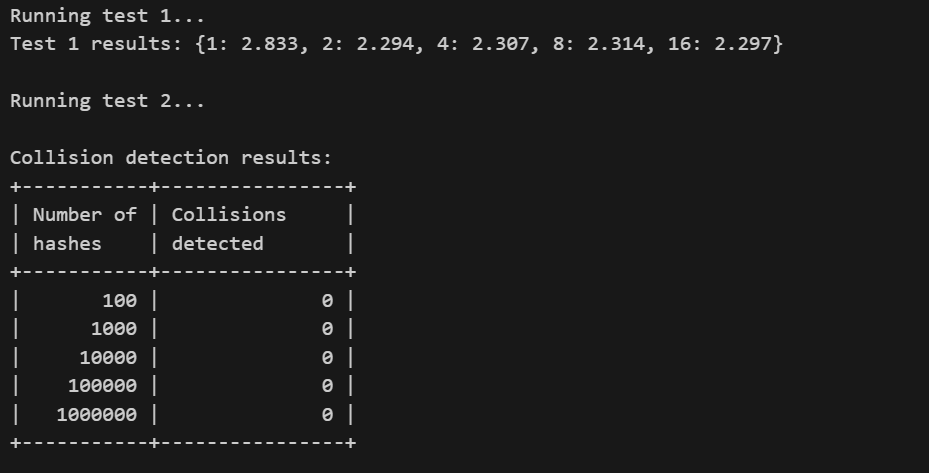 Running test 1...
Test 1 results: {1: 2.833, 2: 2.294, 4: 2.307, 8: 2.314, 16: 2.297}
Running test 2...
Collision detection results:
+-----------+----------------+
| Number of | Collisions     |
| hashes    | detected       |
+-----------+----------------+
|       100 |              0 |
|      1000 |              0 |
|     10000 |              0 |
|    100000 |              0 |
|   1000000 |              0 |
+-----------+----------------+